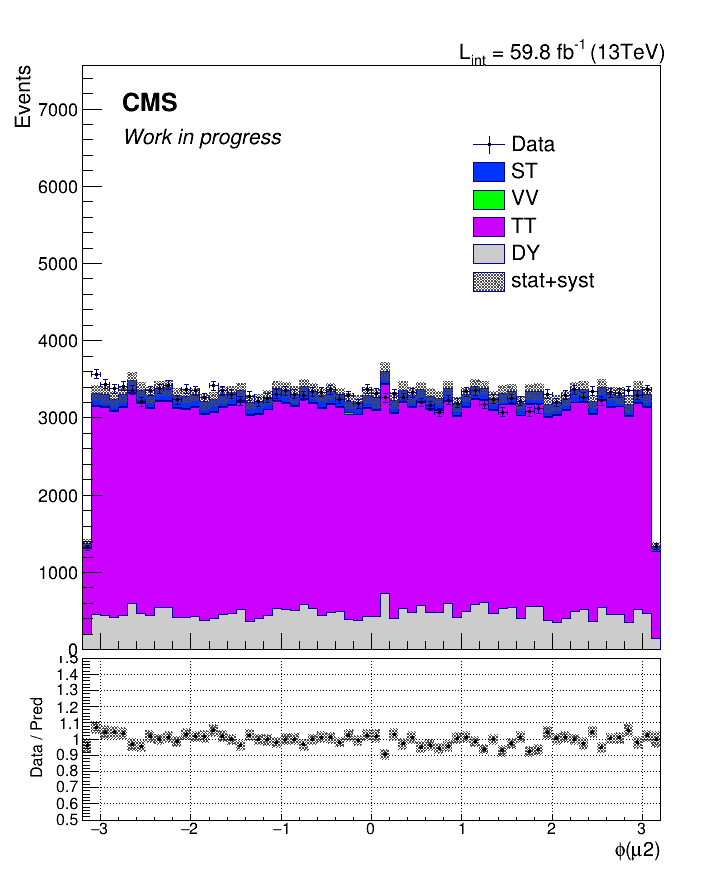 L_int = 59.8 fb^-1 (13TeV)
Events
CMS
Work in progress
Data
ST
VV
TT
DY
stat+syst
7000
6000
5000
4000
3000
2000
1000
0
Data / Pred
1.5
1.4
1.3
1.2
1.1
1
0.9
0.8
0.7
0.6
0.5
−3 −2 −1 0 1 2 3
ϕ(μ2)